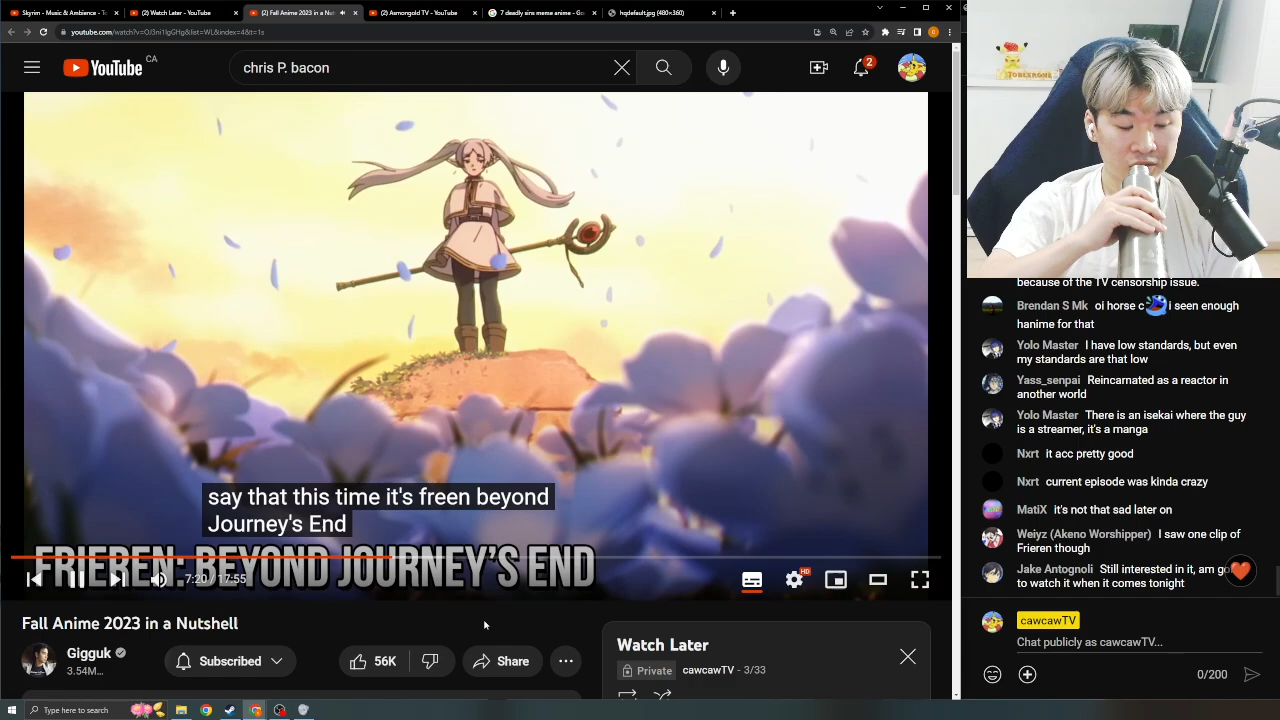 Skyrim - Music & Ambience - T
(2) Watch Later - YouTube
(2) Fall Anime 2023 in a Nut
(2) Asmongold TV - YouTube
7 deadly sins meme anime - Go
hqdefault.jpg (480×360)
youtube.com/watch?v=OJ3ni1lgGHg&list=WL&index=4&t=1s
YouTube CA
chris P. bacon
2
TOBLERONE
say that this time it's freen beyond
Journey's End
FRIEREN: BEYOND JOURNEY'S END
7:20 / 17:55
HD
Fall Anime 2023 in a Nutshell
Gigguk
3.54M...
Subscribed
56K
Share
Watch Later
Private
cawcawTV - 3/33
because of the TV censorship issue.
Brendan S Mk oi horse c i seen enough
hanime for that
Yolo Master I have low standards, but even
my standards are that low
Yass_senpai Reincarnated as a reactor in
another world
Yolo Master There is an isekai where the guy
is a streamer, it's a manga
Nxrt it acc pretty good
Nxrt current episode was kinda crazy
MatiX it's not that sad later on
Weiyz (Akeno Worshipper) I saw one clip of
Frieren though
Jake Antognoli Still interested in it, am go
to watch it when it comes tonight
cawcawTV
Chat publicly as cawcawTV...
0/200
Type here to search